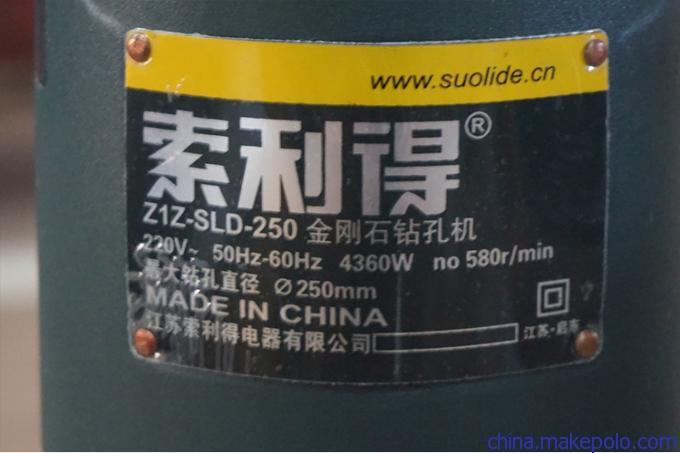 www.suolide.cn
索利得®
Z1Z-SLD-250 金刚石钻孔机
220V~ 50Hz-60Hz 4360W no 580r/min
最大钻孔直径 ∅250mm
MADE IN CHINA
江苏索利得电器有限公司 江苏·启东
china.makepolo.com